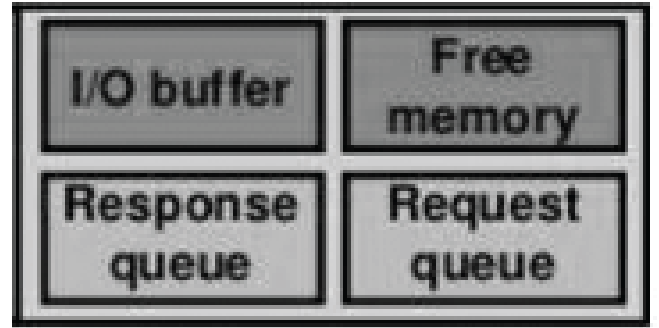 I/O buffer
Free
memory
Response
queue
Request
queue